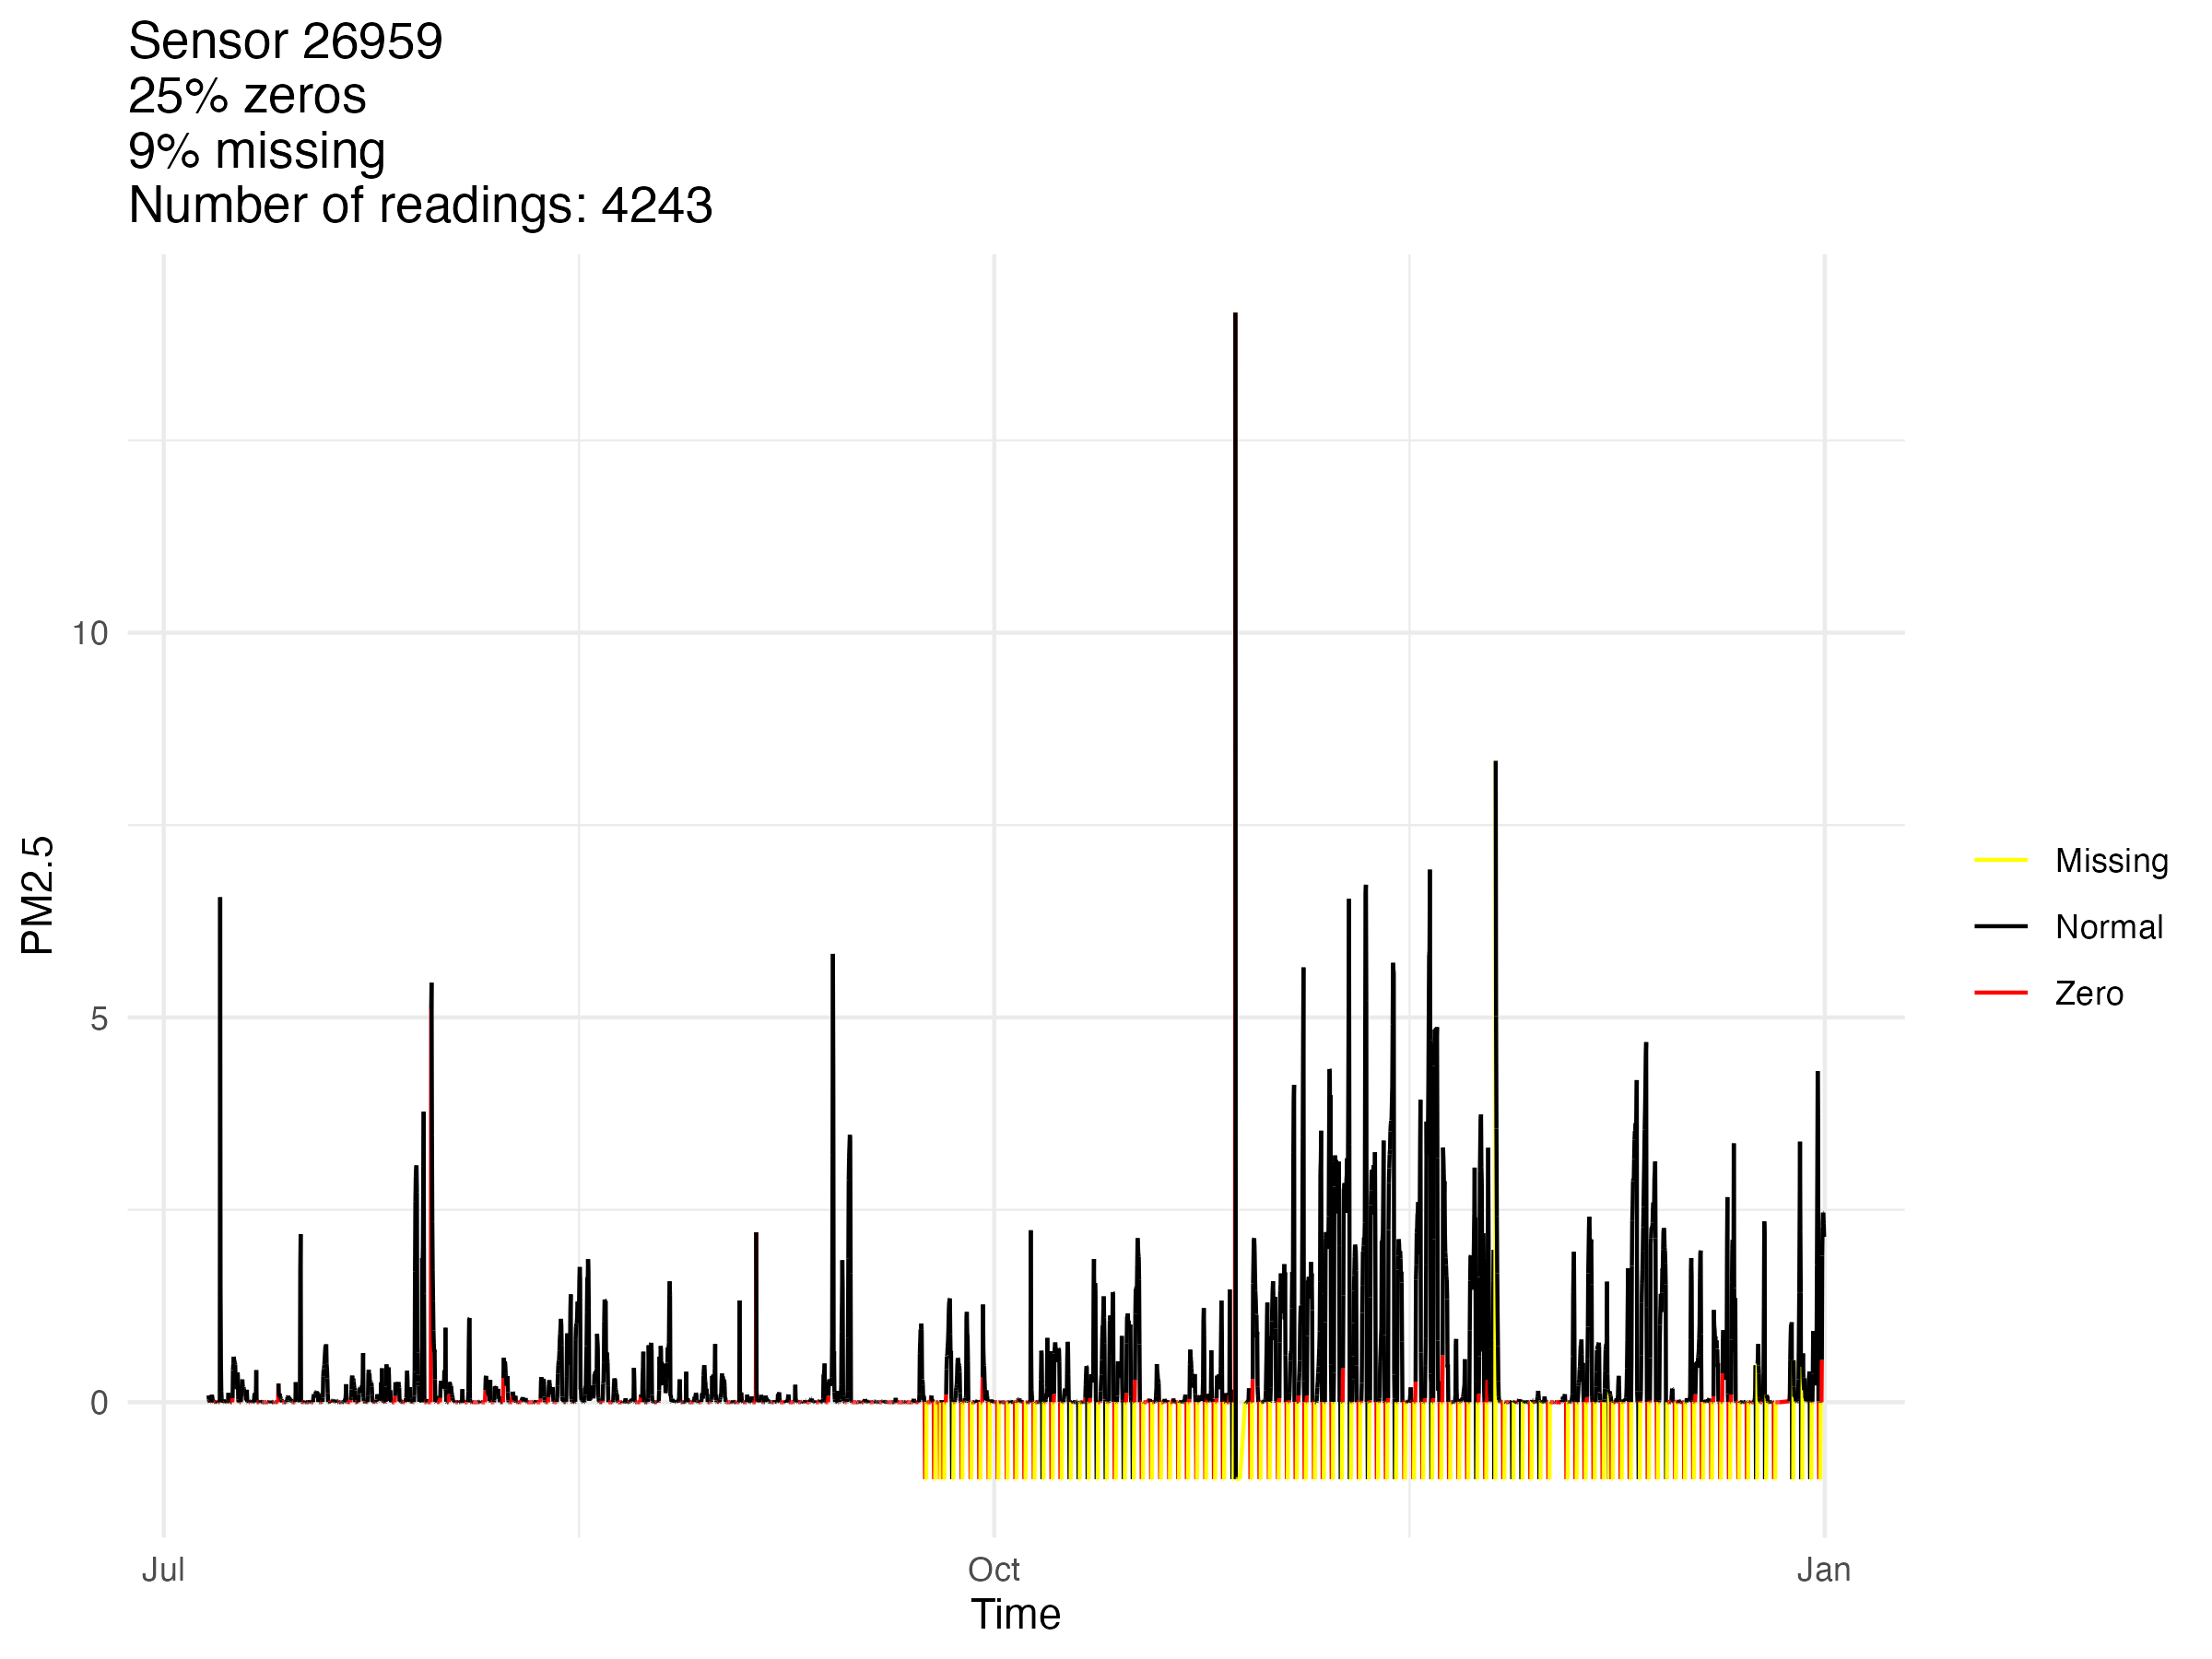 Sensor 26959
25% zeros
9% missing
Number of readings: 4243
PM2.5
10
5
0
Jul
Oct
Jan
Time
Missing
Normal
Zero